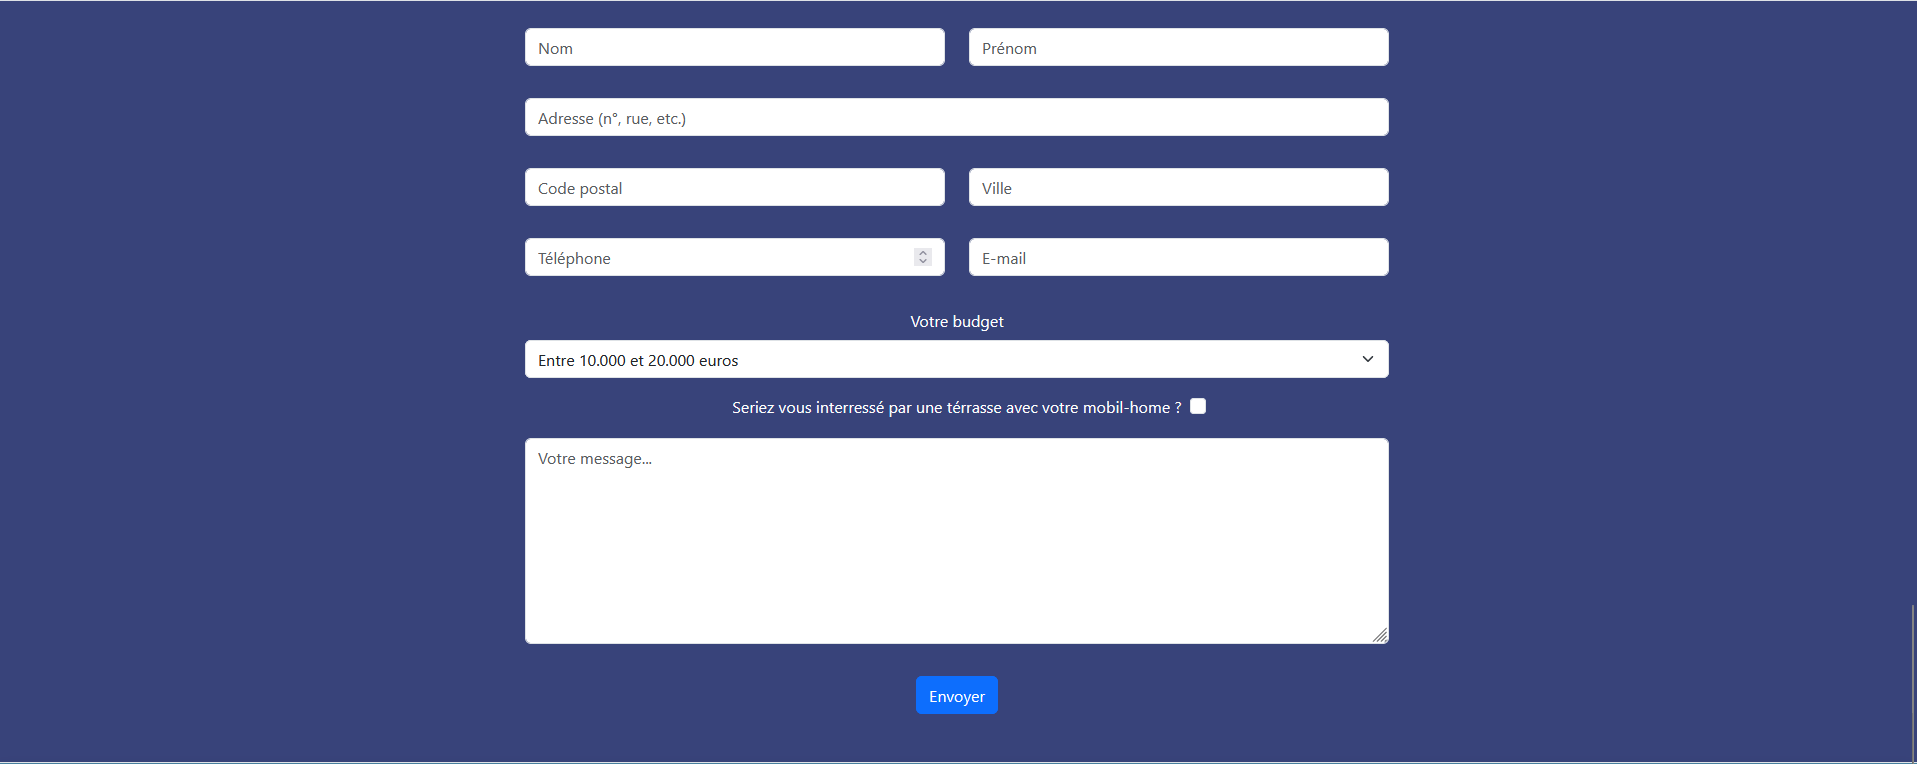 Nom
Prénom
Adresse (n°, rue, etc.)
Code postal
Ville
Téléphone
E-mail
Votre budget
Entre 10.000 et 20.000 euros
Seriez vous interressé par une térrasse avec votre mobil-home ?
Votre message...
Envoyer